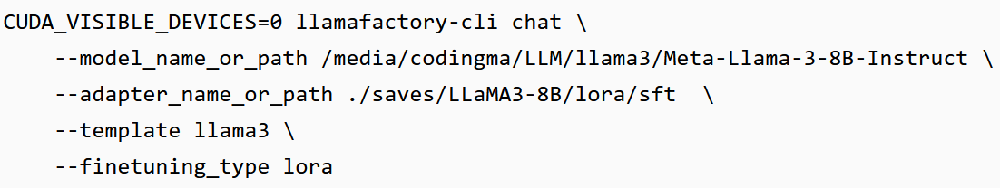 CUDA_VISIBLE_DEVICES=0 llamafactory-cli chat \
    --model_name_or_path /media/codingma/LLM/llama3/Meta-Llama-3-8B-Instruct \
    --adapter_name_or_path ./saves/LLaMA3-8B/lora/sft  \
    --template llama3 \
    --finetuning_type lora